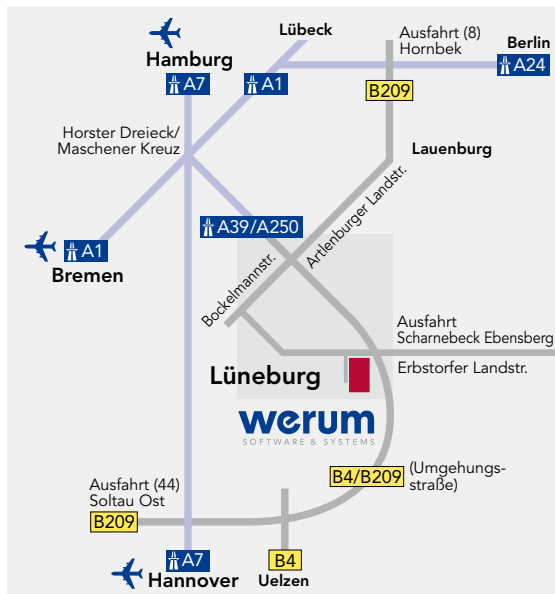 Lübeck
Ausfahrt (8)
Hornbek
Berlin
Hamburg
A7
A1
A24
B209
Horster Dreieck/
Maschener Kreuz
Lauenburg
Artlenburger Landstr.
A39/A250
A1
Bremen
Bockelmannstr.
Ausfahrt
Scharnebeck Ebensberg
Erbstorfer Landstr.
Lüneburg
werum
SOFTWARE & SYSTEMS
B4/B209
(Umgehungs-
straße)
Ausfahrt (44)
Soltau Ost
B209
A7
Hannover
B4
Uelzen